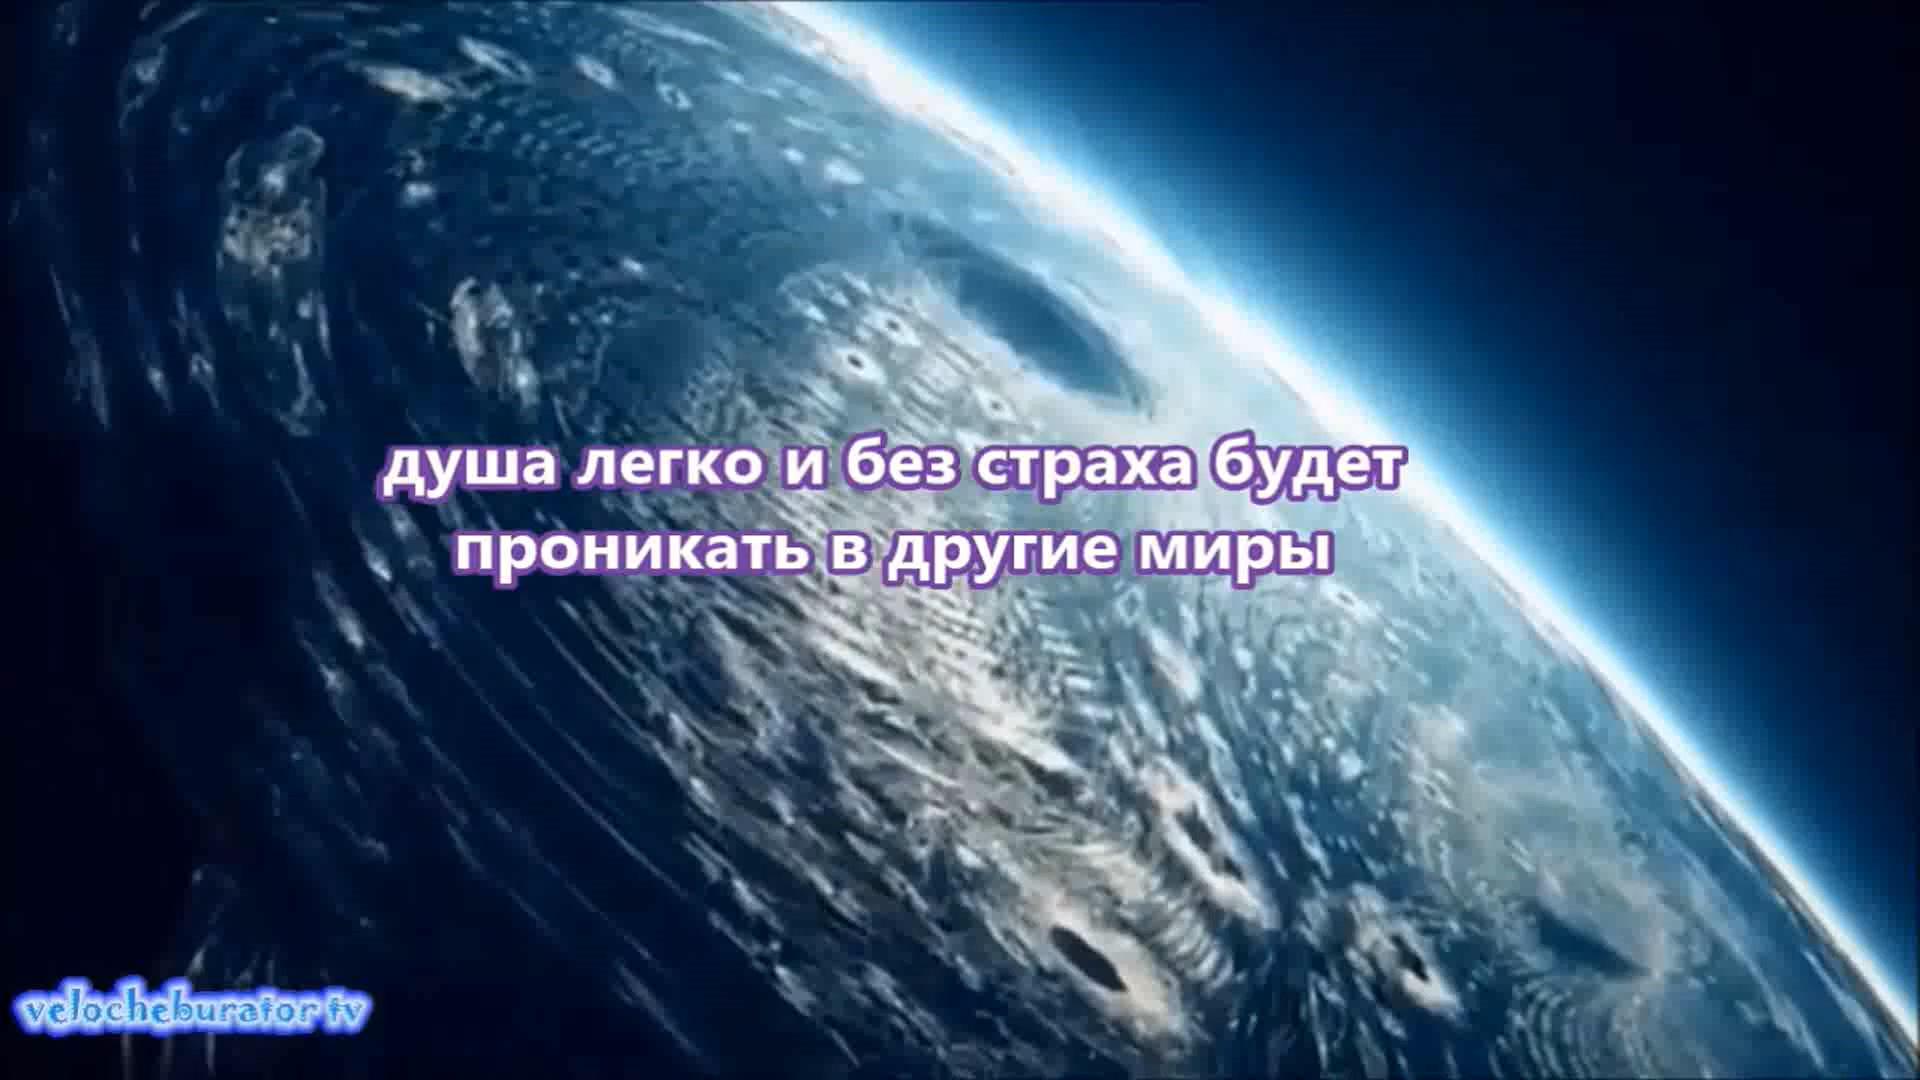 душа легко и без страха будет
проникать в другие миры
velocheburator tv